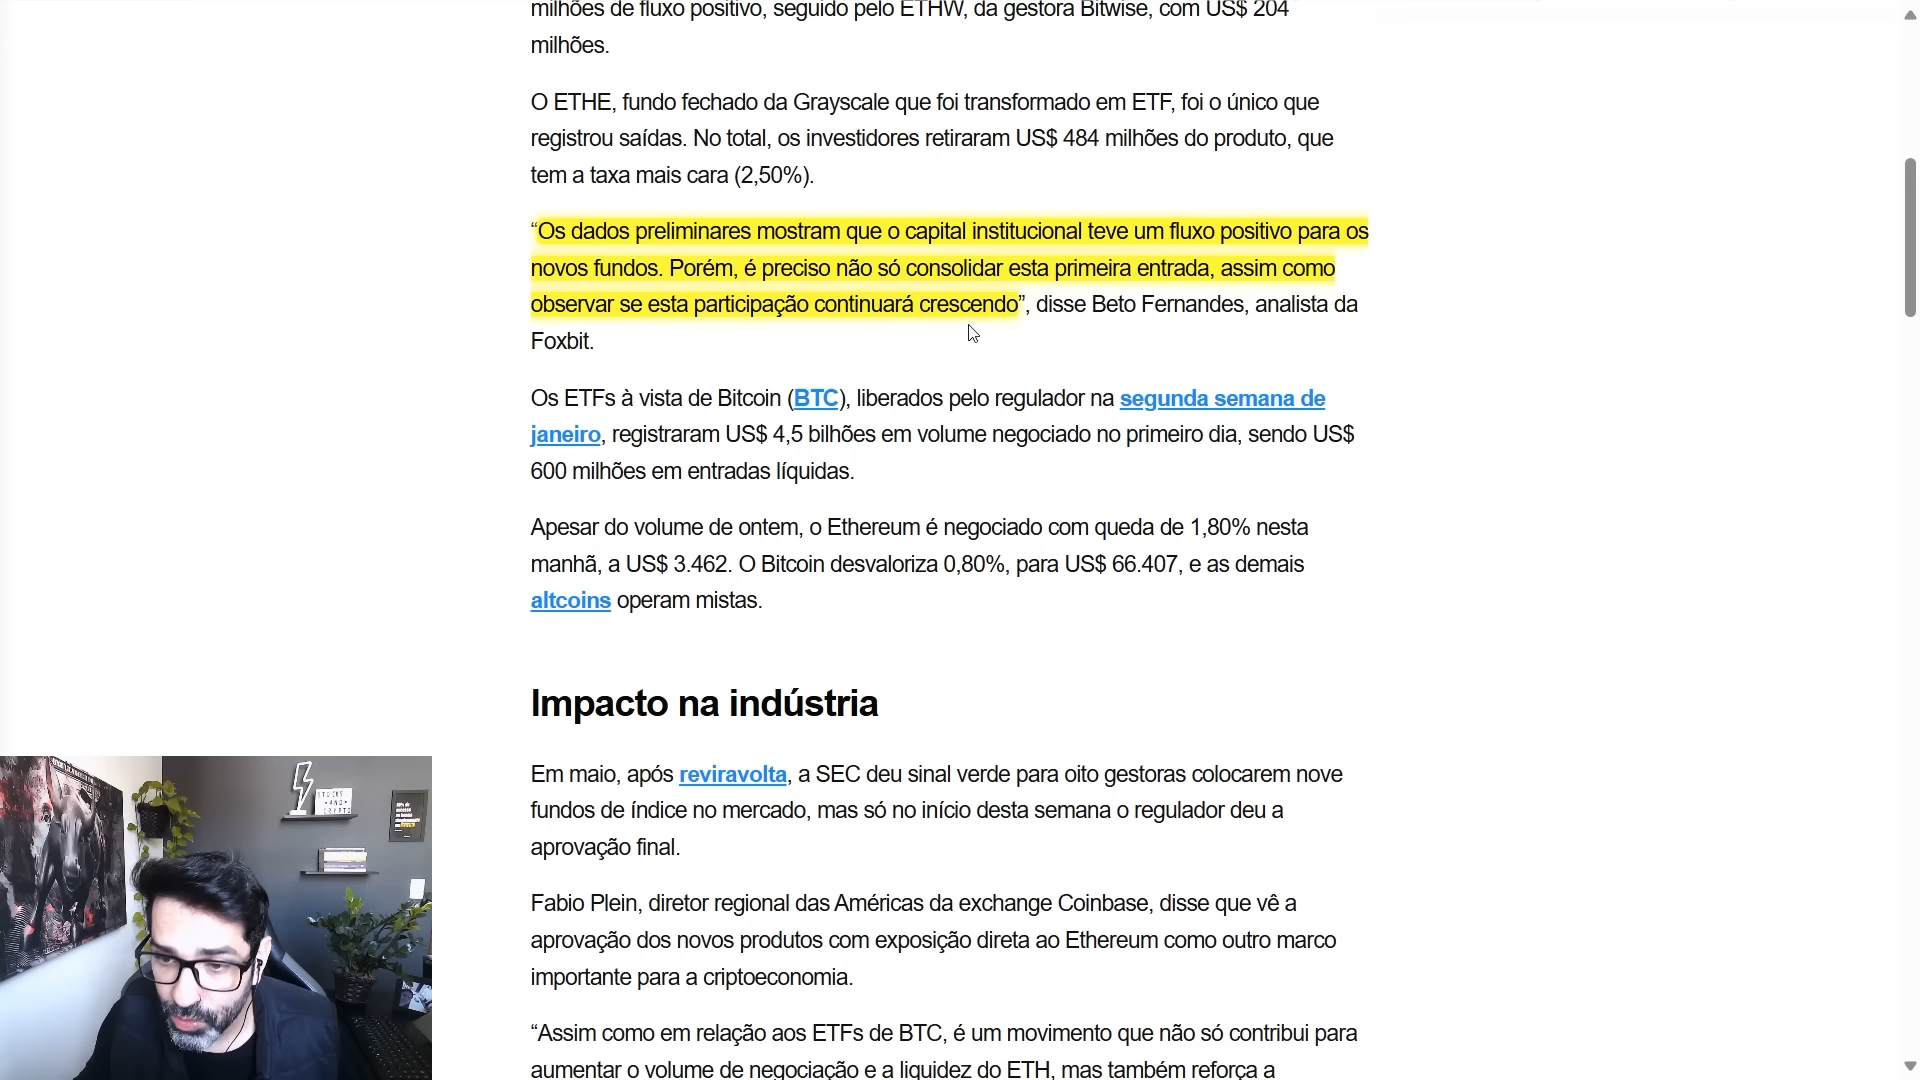 milhões de fluxo positivo, seguido pelo ETHW, da gestora Bitwise, com US$ 204
milhões.
O ETHE, fundo fechado da Grayscale que foi transformado em ETF, foi o único que
registrou saídas. No total, os investidores retiraram US$ 484 milhões do produto, que
tem a taxa mais cara (2,50%).
“Os dados preliminares mostram que o capital institucional teve um fluxo positivo para os
novos fundos. Porém, é preciso não só consolidar esta primeira entrada, assim como
observar se esta participação continuará crescendo”, disse Beto Fernandes, analista da
Foxbit.
Os ETFs à vista de Bitcoin (BTC), liberados pelo regulador na segunda semana de
janeiro, registraram US$ 4,5 bilhões em volume negociado no primeiro dia, sendo US$
600 milhões em entradas líquidas.
Apesar do volume de ontem, o Ethereum é negociado com queda de 1,80% nesta
manhã, a US$ 3.462. O Bitcoin desvaloriza 0,80%, para US$ 66.407, e as demais
altcoins operam mistas.
Impacto na indústria
Em maio, após reviravolta, a SEC deu sinal verde para oito gestoras colocarem nove
fundos de índice no mercado, mas só no início desta semana o regulador deu a
aprovação final.
Fabio Plein, diretor regional das Américas da exchange Coinbase, disse que vê a
aprovação dos novos produtos com exposição direta ao Ethereum como outro marco
importante para a criptoeconomia.
“Assim como em relação aos ETFs de BTC, é um movimento que não só contribui para
aumentar o volume de negociação e a liquidez do ETH, mas também reforça a
STOCKS
AND
CRYPTO